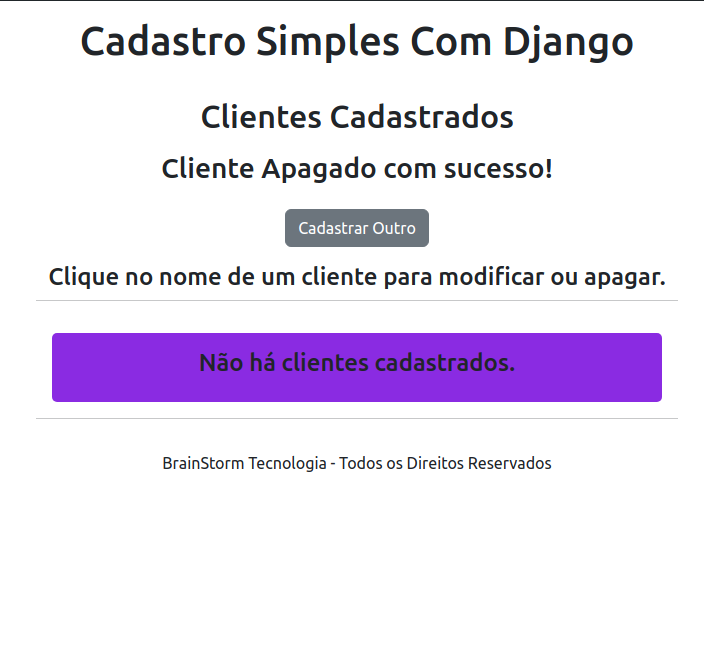 Cadastro Simples Com Django
Clientes Cadastrados
Cliente Apagado com sucesso!
Cadastrar Outro
Clique no nome de um cliente para modificar ou apagar.
Não há clientes cadastrados.
BrainStorm Tecnologia - Todos os Direitos Reservados